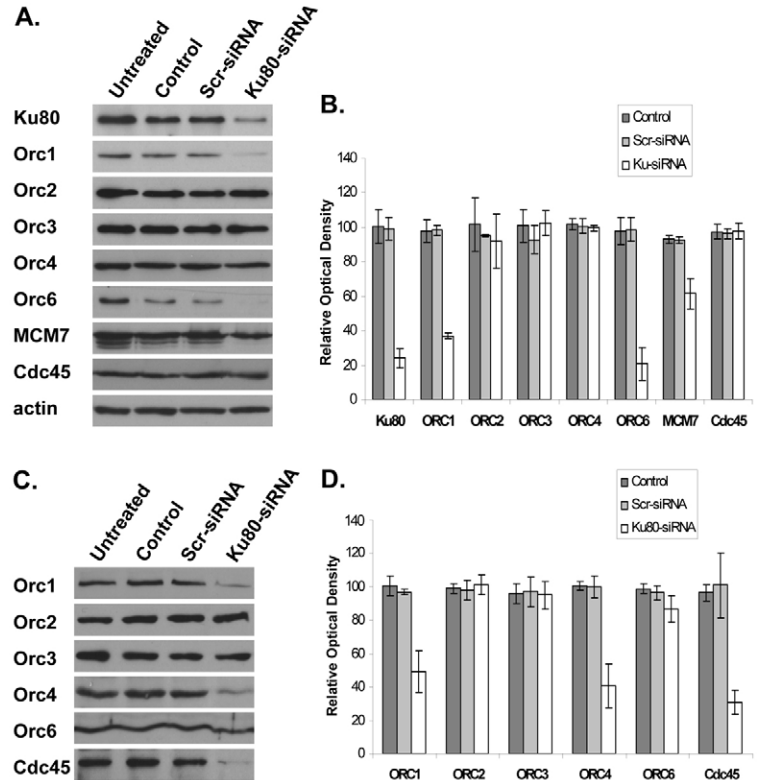 A.
Untreated
Control
Scr-siRNA
Ku80-siRNA
Ku80
Orc1
Orc2
Orc3
Orc4
Orc6
MCM7
Cdc45
actin
B.
Control
Scr-siRNA
Ku-siRNA
Relative Optical Density
140
120
100
80
60
40
20
0
Ku80 ORC1 ORC2 ORC3 ORC4 ORC6 MCM7 Cdc45
C.
Untreated
Control
Scr-siRNA
Ku80-siRNA
Orc1
Orc2
Orc3
Orc4
Orc6
Cdc45
D.
Control
Scr-siRNA
Ku80-siRNA
Relative Optical Density
140
120
100
80
60
40
20
0
ORC1 ORC2 ORC3 ORC4 ORC6 Cdc45